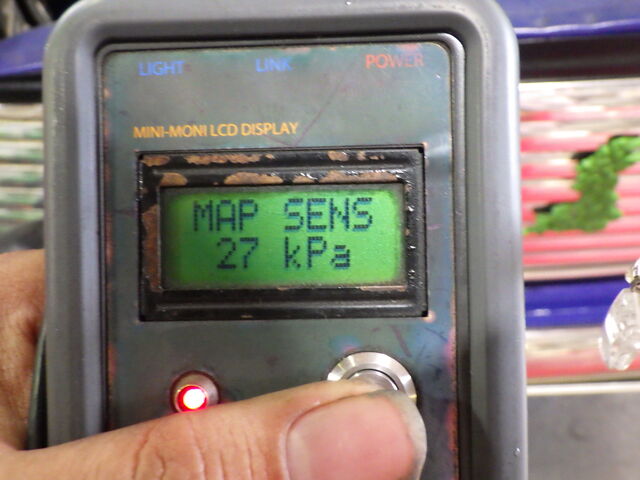 LIGHT LINK POWER
MINI-MONI LCD DISPLAY
MAP SENS
27 kPa